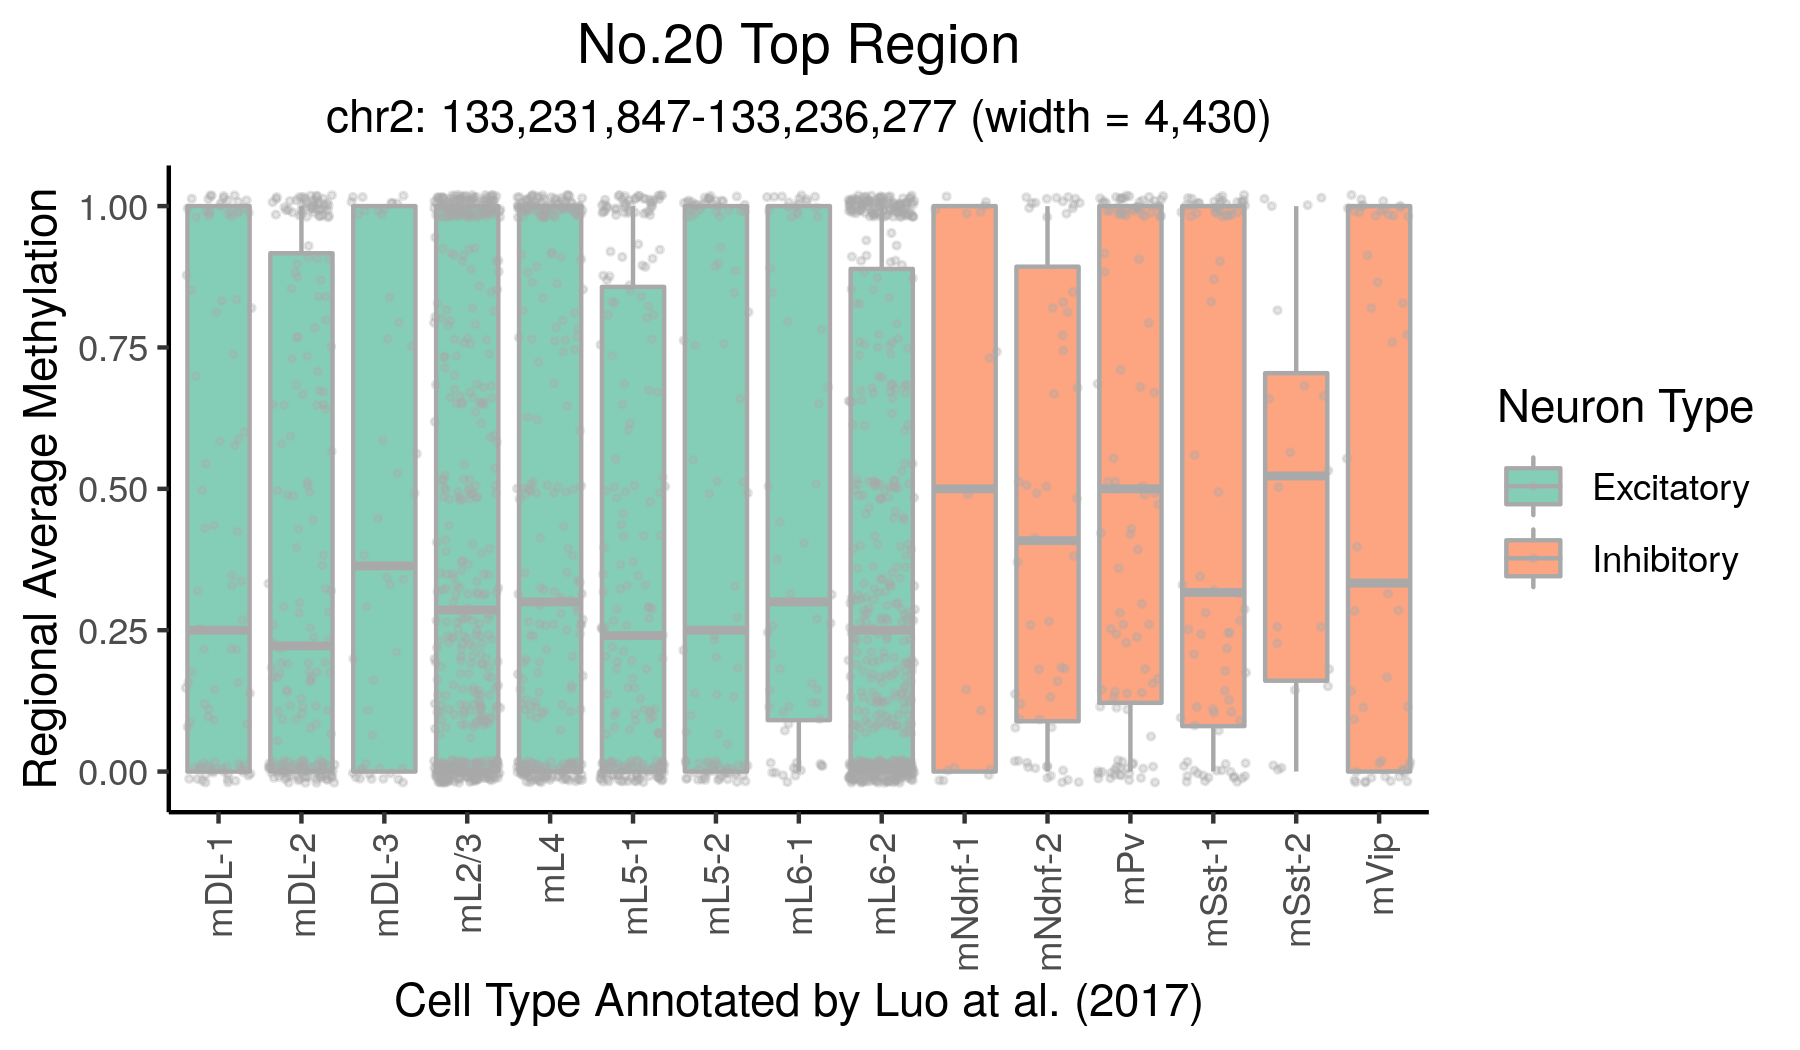 No.20 Top Region
chr2: 133,231,847-133,236,277 (width = 4,430)
Regional Average Methylation
1.00
0.75
0.50
0.25
0.00
mDL-1
mDL-2
mDL-3
mL2/3
mL4
mL5-1
mL5-2
mL6-1
mL6-2
mNdnf-1
mNdnf-2
mPv
mSst-1
mSst-2
mVip
Cell Type Annotated by Luo at al. (2017)
Neuron Type
Excitatory
Inhibitory